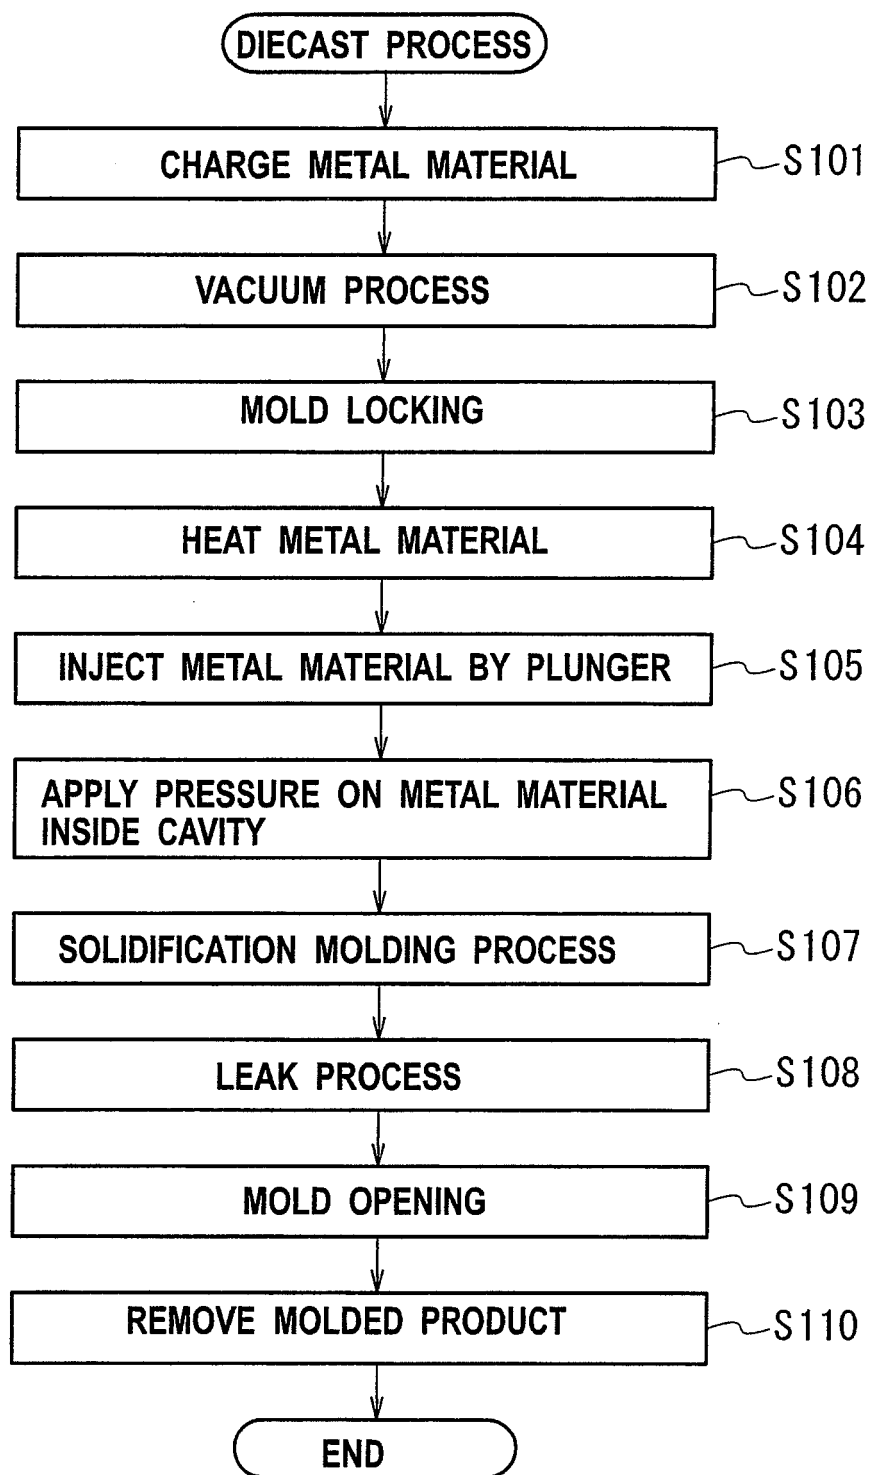 DIECAST PROCESS
CHARGE METAL MATERIAL
S101
VACUUM PROCESS
S102
MOLD LOCKING
S103
HEAT METAL MATERIAL
S104
INJECT METAL MATERIAL BY PLUNGER
S105
APPLY PRESSURE ON METAL MATERIAL
INSIDE CAVITY
S106
SOLIDIFICATION MOLDING PROCESS
S107
LEAK PROCESS
S108
MOLD OPENING
S109
REMOVE MOLDED PRODUCT
S110
END